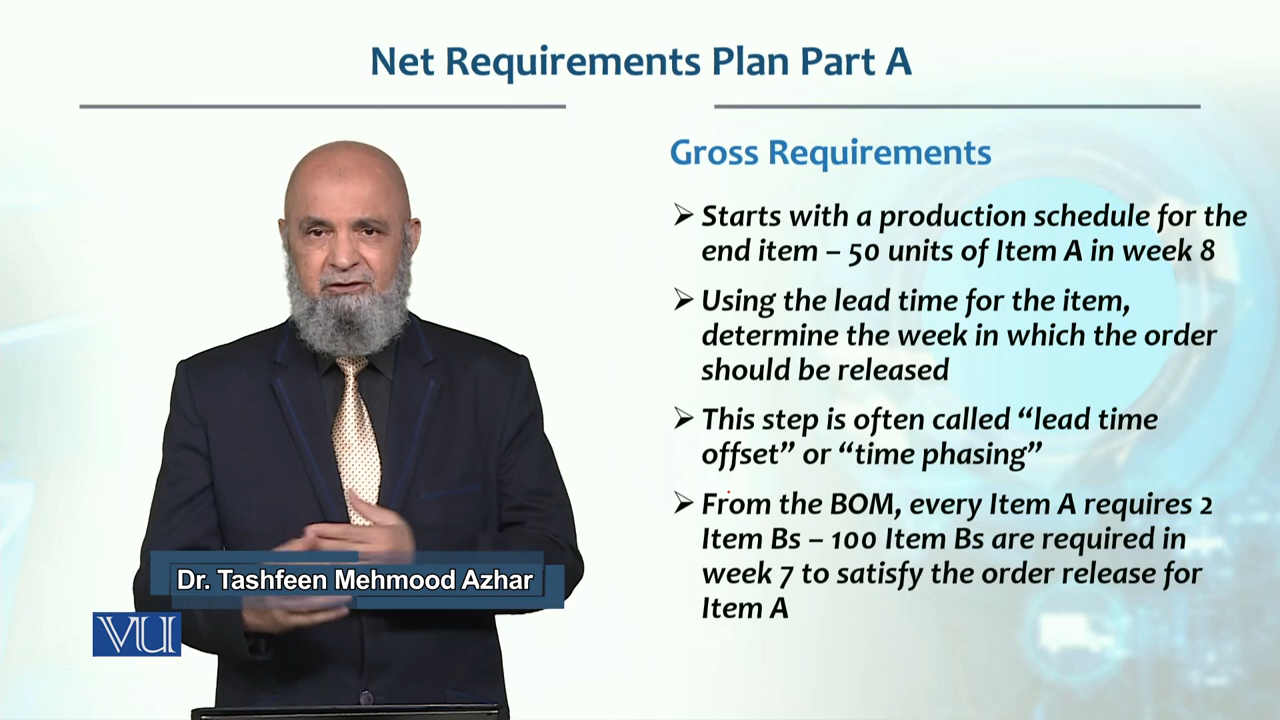 Net Requirements Plan Part A
Gross Requirements
➢ Starts with a production schedule for the
end item – 50 units of Item A in week 8
➢ Using the lead time for the item,
determine the week in which the order
should be released
➢ This step is often called “lead time
offset” or “time phasing”
➢ From the BOM, every Item A requires 2
Item Bs – 100 Item Bs are required in
week 7 to satisfy the order release for
Item A
Dr. Tashfeen Mehmood Azhar
VU